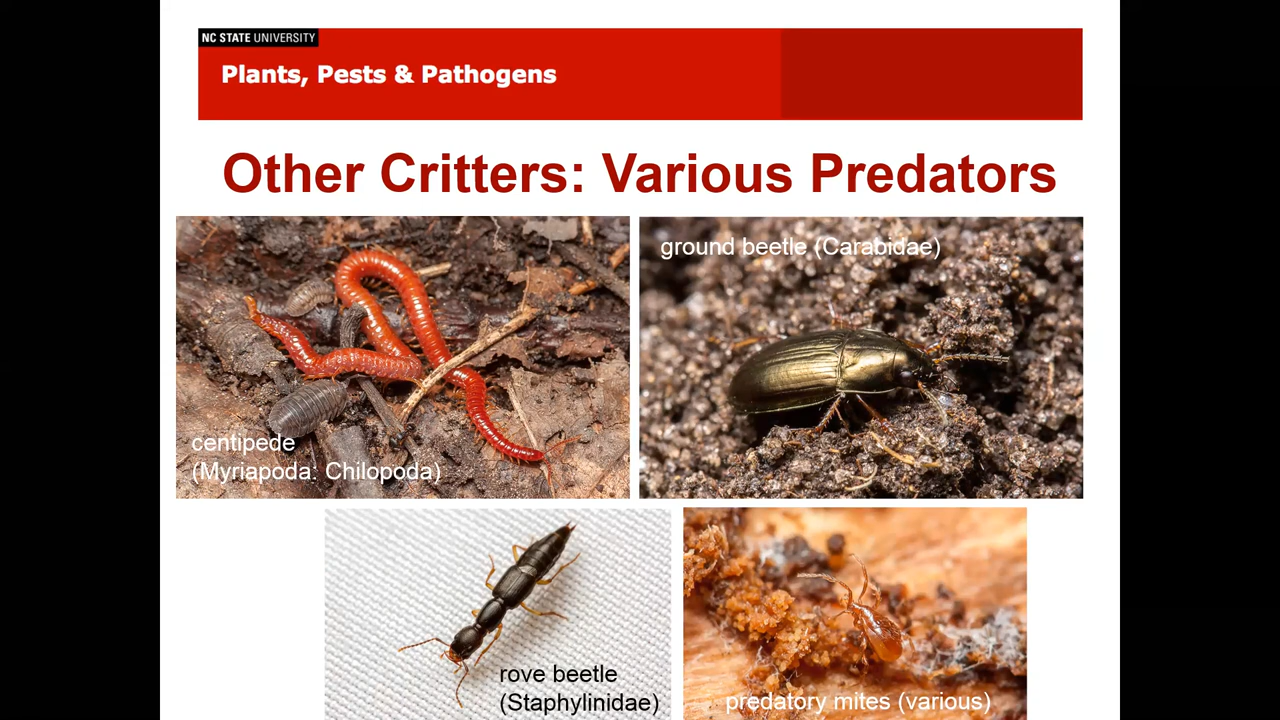 NC STATE UNIVERSITY
Plants, Pests & Pathogens
Other Critters: Various Predators
centipede
(Myriapoda: Chilopoda)
ground beetle (Carabidae)
rove beetle
(Staphylinidae)
predatory mites (various)